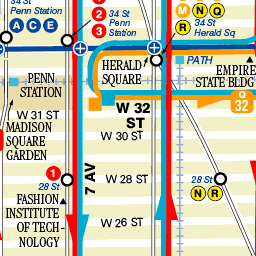 34 St
Penn Station
A C E
2
3
34 St
Penn
Station
M N Q
R
34 St
Herald Sq
HERALD
SQUARE
PATH
EMPIRE
STATE BLDG
PENN
STATION
Q
32
W 32
ST
W 31 ST
MADISON
SQUARE
GARDEN
W 30 ST
1
28 St
7 AV
W 28 ST
28 St
N R
FASHION
INSTITUTE
OF TECH-
NOLOGY
W 26 ST